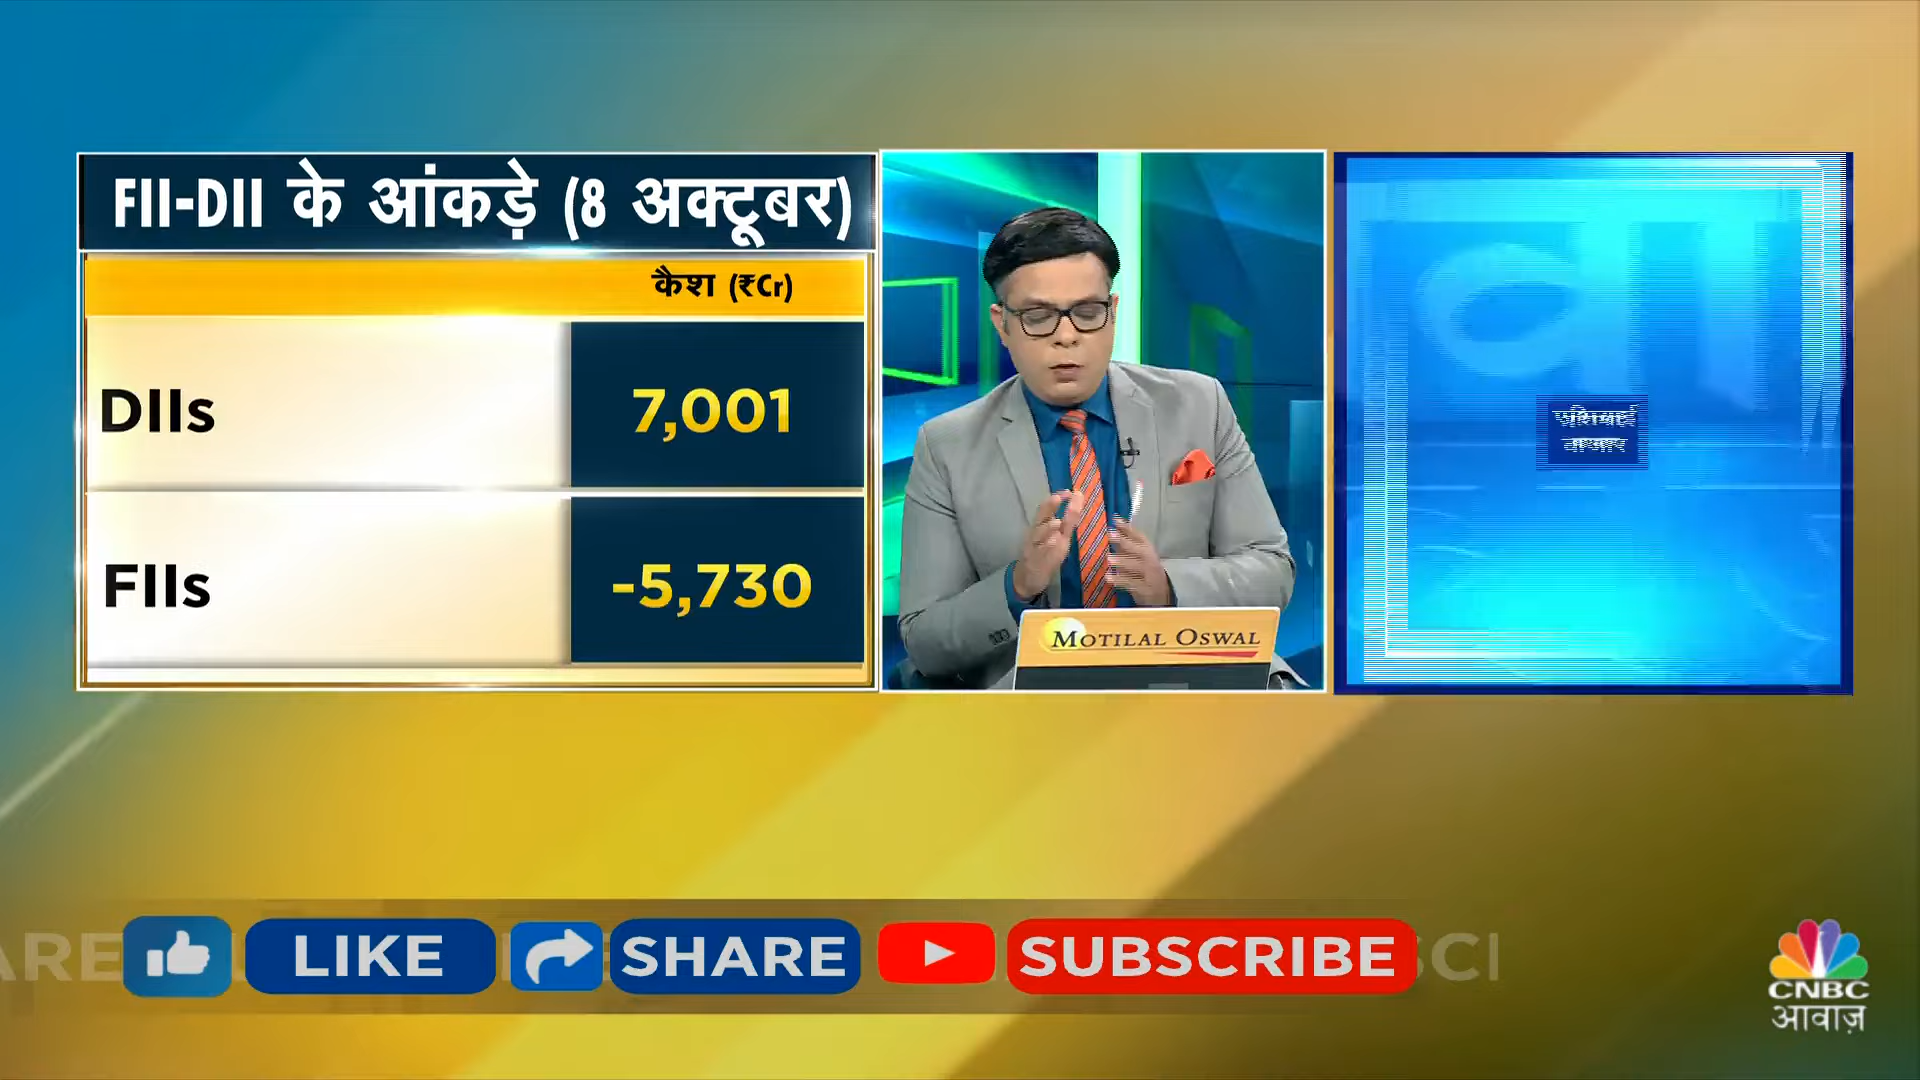 FII-DII के आंकड़े (8 अक्टूबर)
कैश (₹Cr)
DIIs 7,001
FIIs -5,730
MOTILAL OSWAL
LIKE SHARE SUBSCRIBE
CNBC
आवाज़